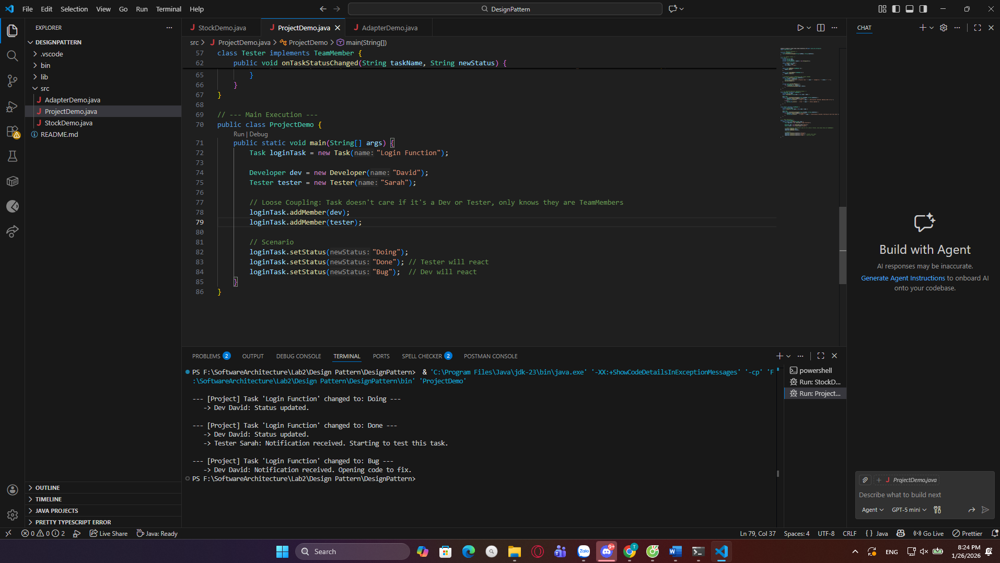 File Edit Selection View Go Run Terminal Help
DesignPattern
EXPLORER
DESIGNPATTERN
.vscode
bin
lib
src
J AdapterDemo.java
J ProjectDemo.java
J StockDemo.java
README.md
OUTLINE
TIMELINE
JAVA PROJECTS
PRETTY TYPESCRIPT ERROR
J StockDemo.java J ProjectDemo.java J AdapterDemo.java
src > J ProjectDemo.java > ProjectDemo > main(String[])
57 class Tester implements TeamMember {
62 public void onTaskStatusChanged(String taskName, String newStatus) {
65 }
66 }
67 }
68
69 // --- Main Execution ---
70 public class ProjectDemo {
Run | Debug
71 public static void main(String[] args) {
72 Task loginTask = new Task(name: "Login Function");
73
74 Developer dev = new Developer(name: "David");
75 Tester tester = new Tester(name: "Sarah");
76
77 // Loose Coupling: Task doesn't care if it's a Dev or Tester, only knows they are TeamMembers
78 loginTask.addMember(dev);
79 loginTask.addMember(tester);
80
81 // Scenario
82 loginTask.setStatus(newStatus: "Doing");
83 loginTask.setStatus(newStatus: "Done"); // Tester will react
84 loginTask.setStatus(newStatus: "Bug"); // Dev will react
85 }
86 }
PROBLEMS 2 OUTPUT DEBUG CONSOLE TERMINAL PORTS SPELL CHECKER 2 POSTMAN CONSOLE
PS F:\SoftwareArchitecture\Lab2\Design Pattern\DesignPattern> & 'C:\Program Files\Java\jdk-23\bin\java.exe' '-XX:+ShowCodeDetailsInExceptionMessages' '-cp' 'F
:\SoftwareArchitecture\Lab2\Design Pattern\DesignPattern\bin' 'ProjectDemo'
--- [Project] Task 'Login Function' changed to: Doing ---
-> Dev David: Status updated.
--- [Project] Task 'Login Function' changed to: Done ---
-> Dev David: Status updated.
-> Tester Sarah: Notification received. Starting to test this task.
--- [Project] Task 'Login Function' changed to: Bug ---
-> Dev David: Notification received. Opening code to fix.
PS F:\SoftwareArchitecture\Lab2\Design Pattern\DesignPattern>
powershell
Run: StockD...
Run: Project...
CHAT
Build with Agent
AI responses may be inaccurate.
Generate Agent Instructions to onboard AI
onto your codebase.
J ProjectDemo.java
Describe what to build next
Agent GPT-5 mini
0 0 2 Live Share Java: Ready
Ln 79, Col 37 Spaces: 4 UTF-8 CRLF { } Java Go Live Prettier
Search
Zalo
9+
T
ENG
8:24 PM
1/26/2026